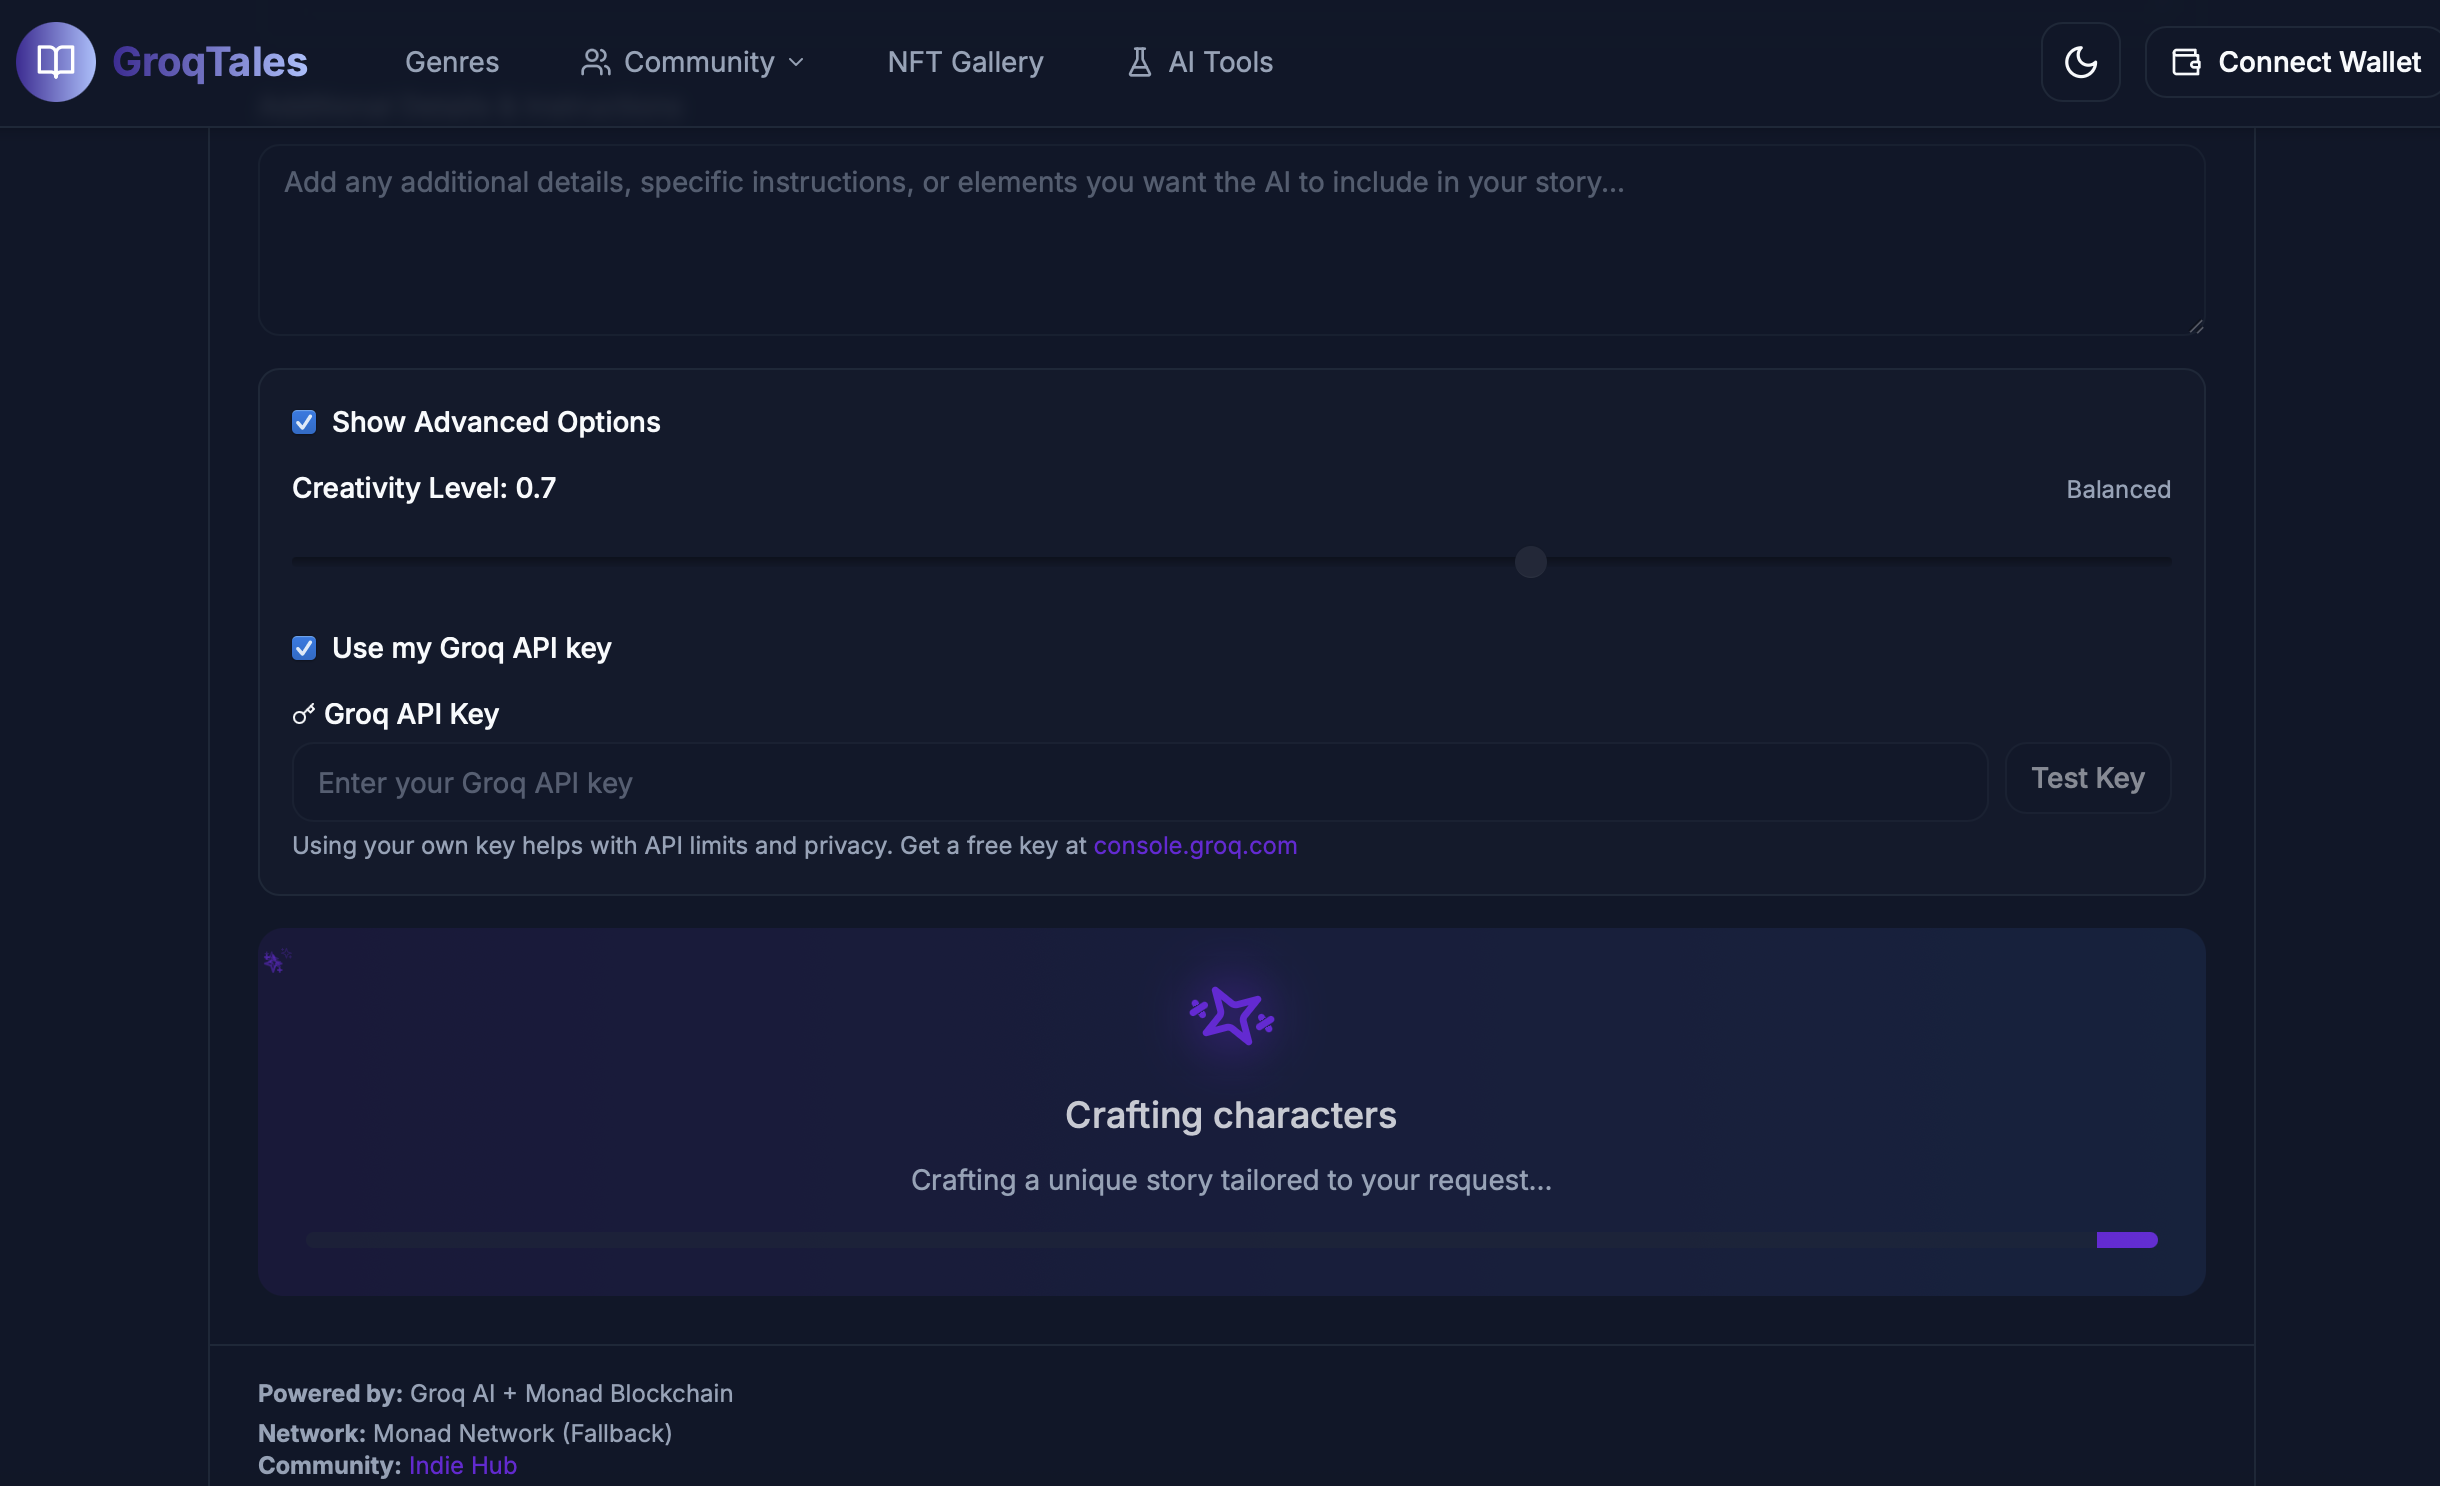 GroqTales
Genres
Community
NFT Gallery
AI Tools
Connect Wallet
Add any additional details, specific instructions, or elements you want the AI to include in your story...
Show Advanced Options
Creativity Level: 0.7
Balanced
Use my Groq API key
Groq API Key
Enter your Groq API key
Test Key
Using your own key helps with API limits and privacy. Get a free key at console.groq.com
Crafting characters
Crafting a unique story tailored to your request...
Powered by: Groq AI + Monad Blockchain
Network: Monad Network (Fallback)
Community: Indie Hub